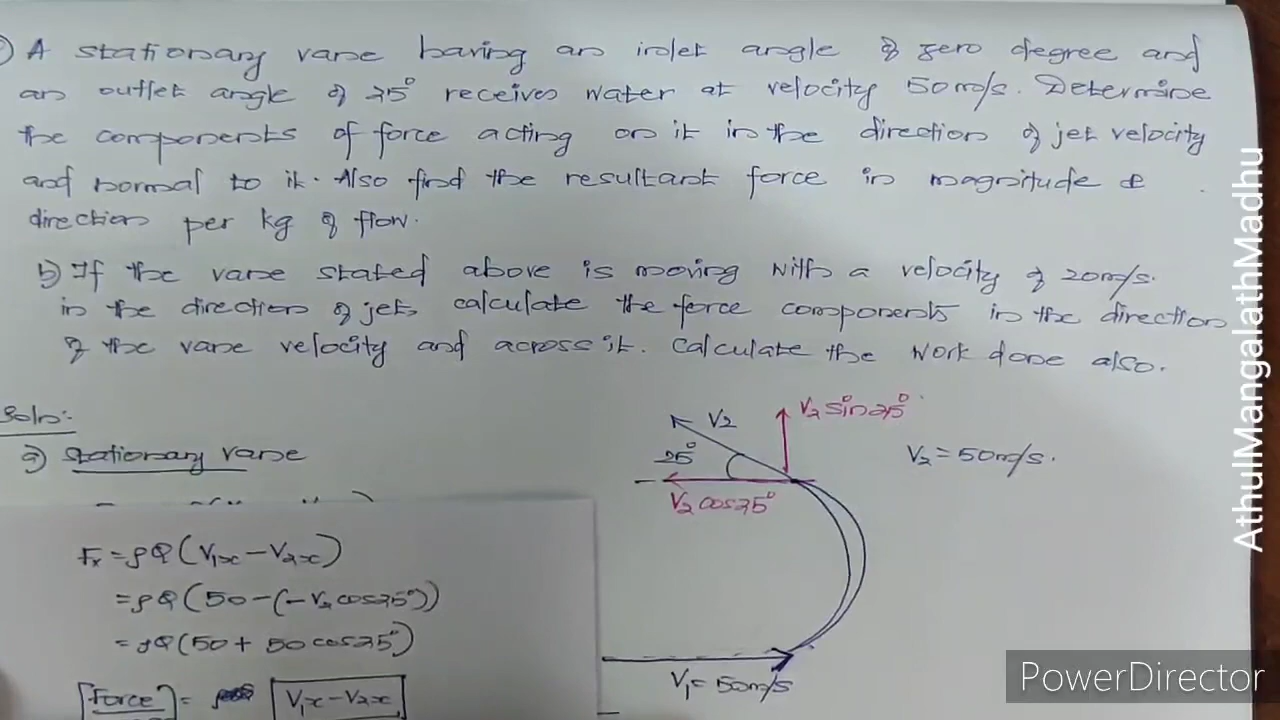 A stationary vane having an inlet angle of zero degree and
an outlet angle of 25° receives water at velocity 50m/s. Determine
the components of force acting on it in the direction of jet velocity
and normal to it. Also find the resultant force in magnitude &
direction per kg of flow.
b) If the vane stated above is moving with a velocity of 20m/s.
in the direction of jet, calculate the force components in the direction
of the vane velocity and across it. Calculate the work done also.
Soln:-
a) Stationary vane
V₂ sin25°
V₂
25°
V₂ = 50m/s.
V₂ cos25°
Fₓ = ρQ(V₁ₓ - V₂ₓ)
= ρQ(50-(-V₂cos25°))
= ρQ(50+ 50cos25°)
V₁ = 50m/s
[Force] = V₁ₓ - V₂ₓ
AthulMangalathMadhu
PowerDirector